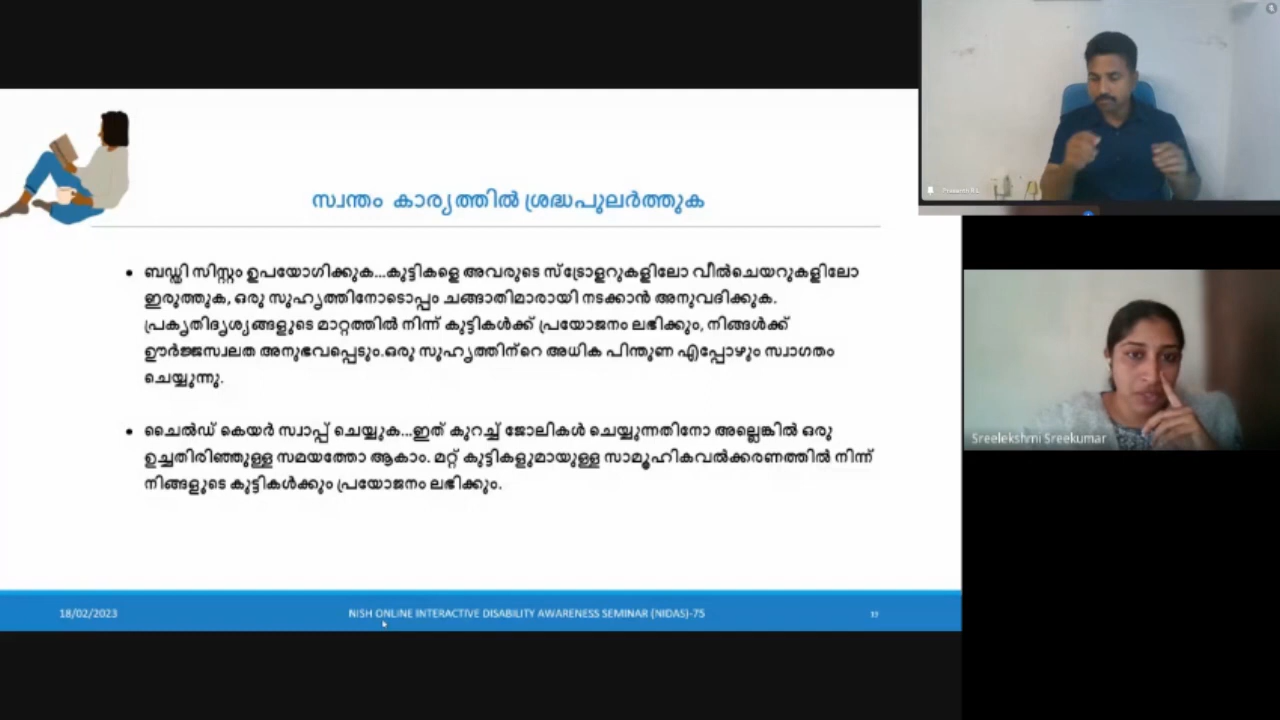 സ്വന്തം കാര്യത്തിൽ ശ്രദ്ധപുലർത്തുക
• ബഡ്ഡി സിസ്റ്റം ഉപയോഗിക്കുക...കുട്ടികളെ അവരുടെ സ്ട്രോളറുകളിലോ വീൽചെയറുകളിലോ
ഇരുത്തുക, ഒരു സുഹൃത്തിനോടൊപ്പം ചങ്ങാതിമാരായി നടക്കാൻ അനുവദിക്കുക.
പ്രകൃതിദൃശ്യങ്ങളുടെ മാറ്റത്തിൽ നിന്ന് കുട്ടികൾക്ക് പ്രയോജനം ലഭിക്കും, നിങ്ങൾക്ക്
ഊർജ്ജസ്വലത അനുഭവപ്പെടും.ഒരു സുഹൃത്തിന്റെ അധിക പിന്തുണ എപ്പോഴും സ്വാഗതം
ചെയ്യുന്നു.
• ചൈൽഡ് കെയർ സ്വാപ്പ് ചെയ്യുക...ഇത് കുറച്ച് ജോലികൾ ചെയ്യുന്നതിനോ അല്ലെങ്കിൽ ഒരു
ഉച്ചതിരിഞ്ഞുള്ള സമയത്തോ ആകാം. മറ്റ് കുട്ടികളുമായുള്ള സാമൂഹികവൽക്കരണത്തിൽ നിന്ന്
നിങ്ങളുടെ കുട്ടികൾക്കും പ്രയോജനം ലഭിക്കും.
18/02/2023
NISH ONLINE INTERACTIVE DISABILITY AWARENESS SEMINAR (NIDAS)-75
Sreelekshmi Sreekumar